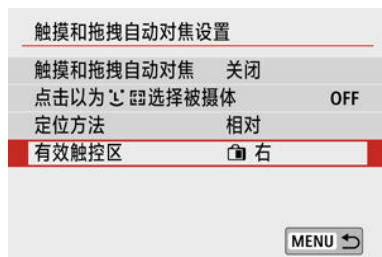 触摸和拖拽自动对焦设置
触摸和拖拽自动对焦 关闭
点击以为选择被摄体 OFF
定位方法 相对
有效触控区 右
MENU